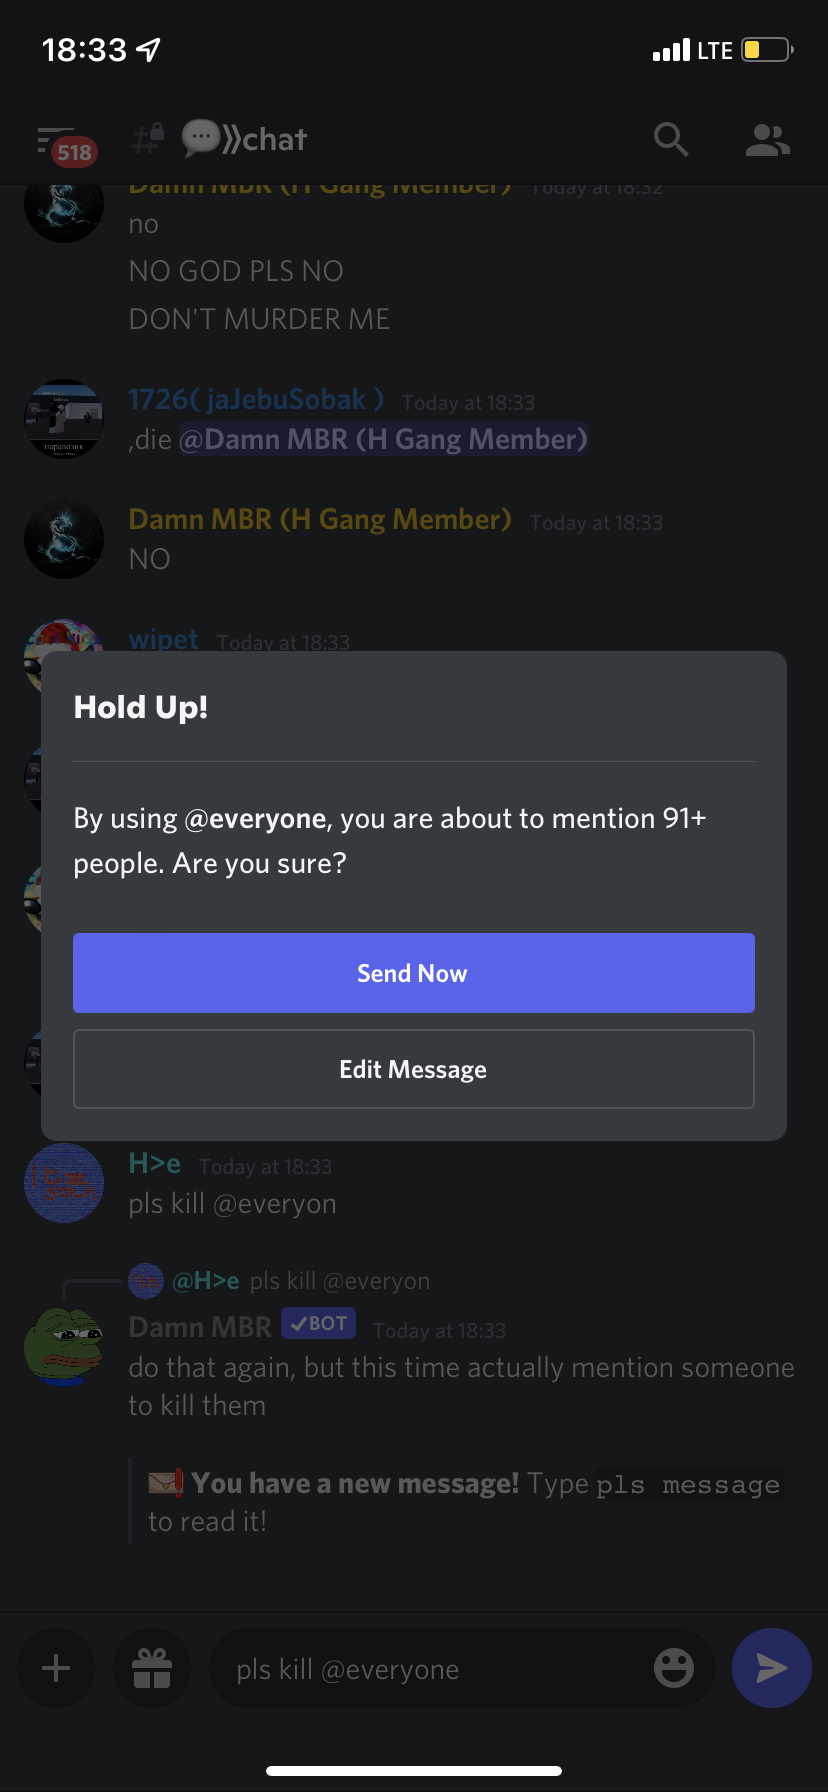 18:33
LTE
518
chat
Damn MBR (H Gang Member) Today at 18:32
no
NO GOD PLS NO
DON'T MURDER ME
1726( jaJebuSobak ) Today at 18:33
,die @Damn MBR (H Gang Member)
Damn MBR (H Gang Member) Today at 18:33
NO
wipet Today at 18:33
Hold Up!
By using @everyone, you are about to mention 91+
people. Are you sure?
Send Now
Edit Message
H>e Today at 18:33
pls kill @everyon
@H>e pls kill @everyon
Damn MBR ✓BOT Today at 18:33
do that again, but this time actually mention someone
to kill them
You have a new message! Type pls message
to read it!
pls kill @everyone